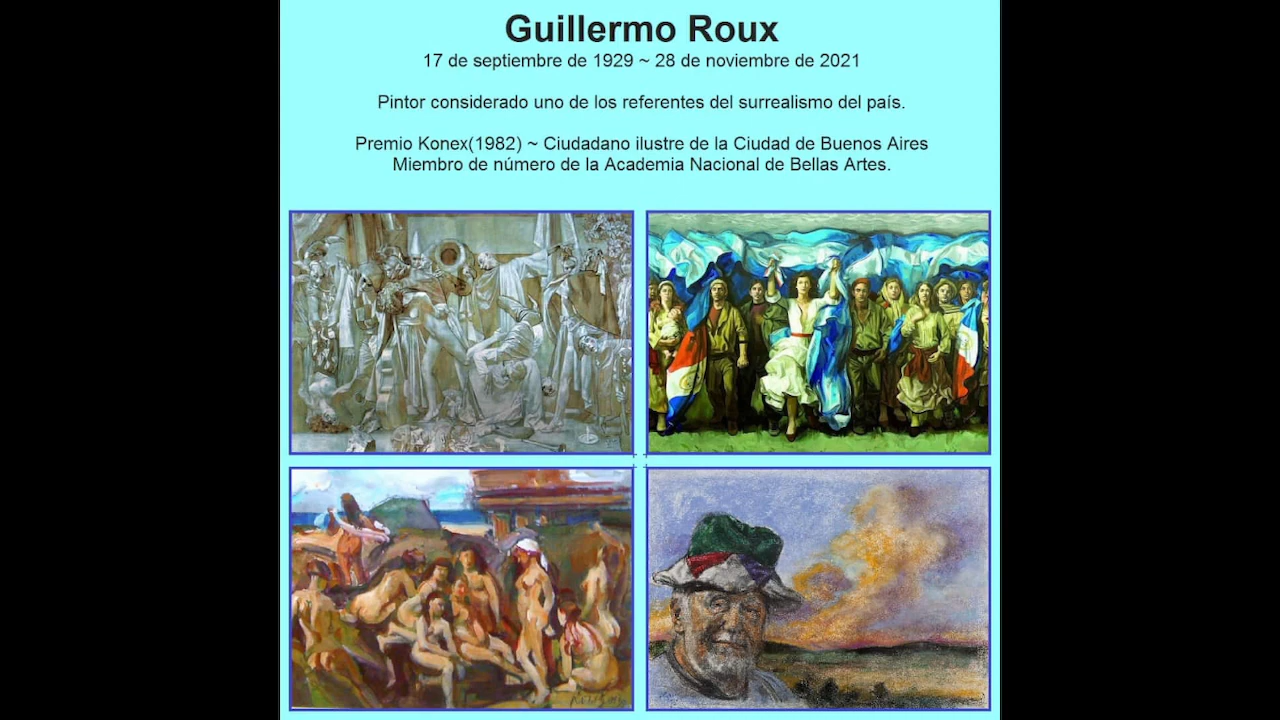 Guillermo Roux
17 de septiembre de 1929 ~ 28 de noviembre de 2021
Pintor considerado uno de los referentes del surrealismo del país.
Premio Konex(1982) ~ Ciudadano ilustre de la Ciudad de Buenos Aires
Miembro de número de la Academia Nacional de Bellas Artes.